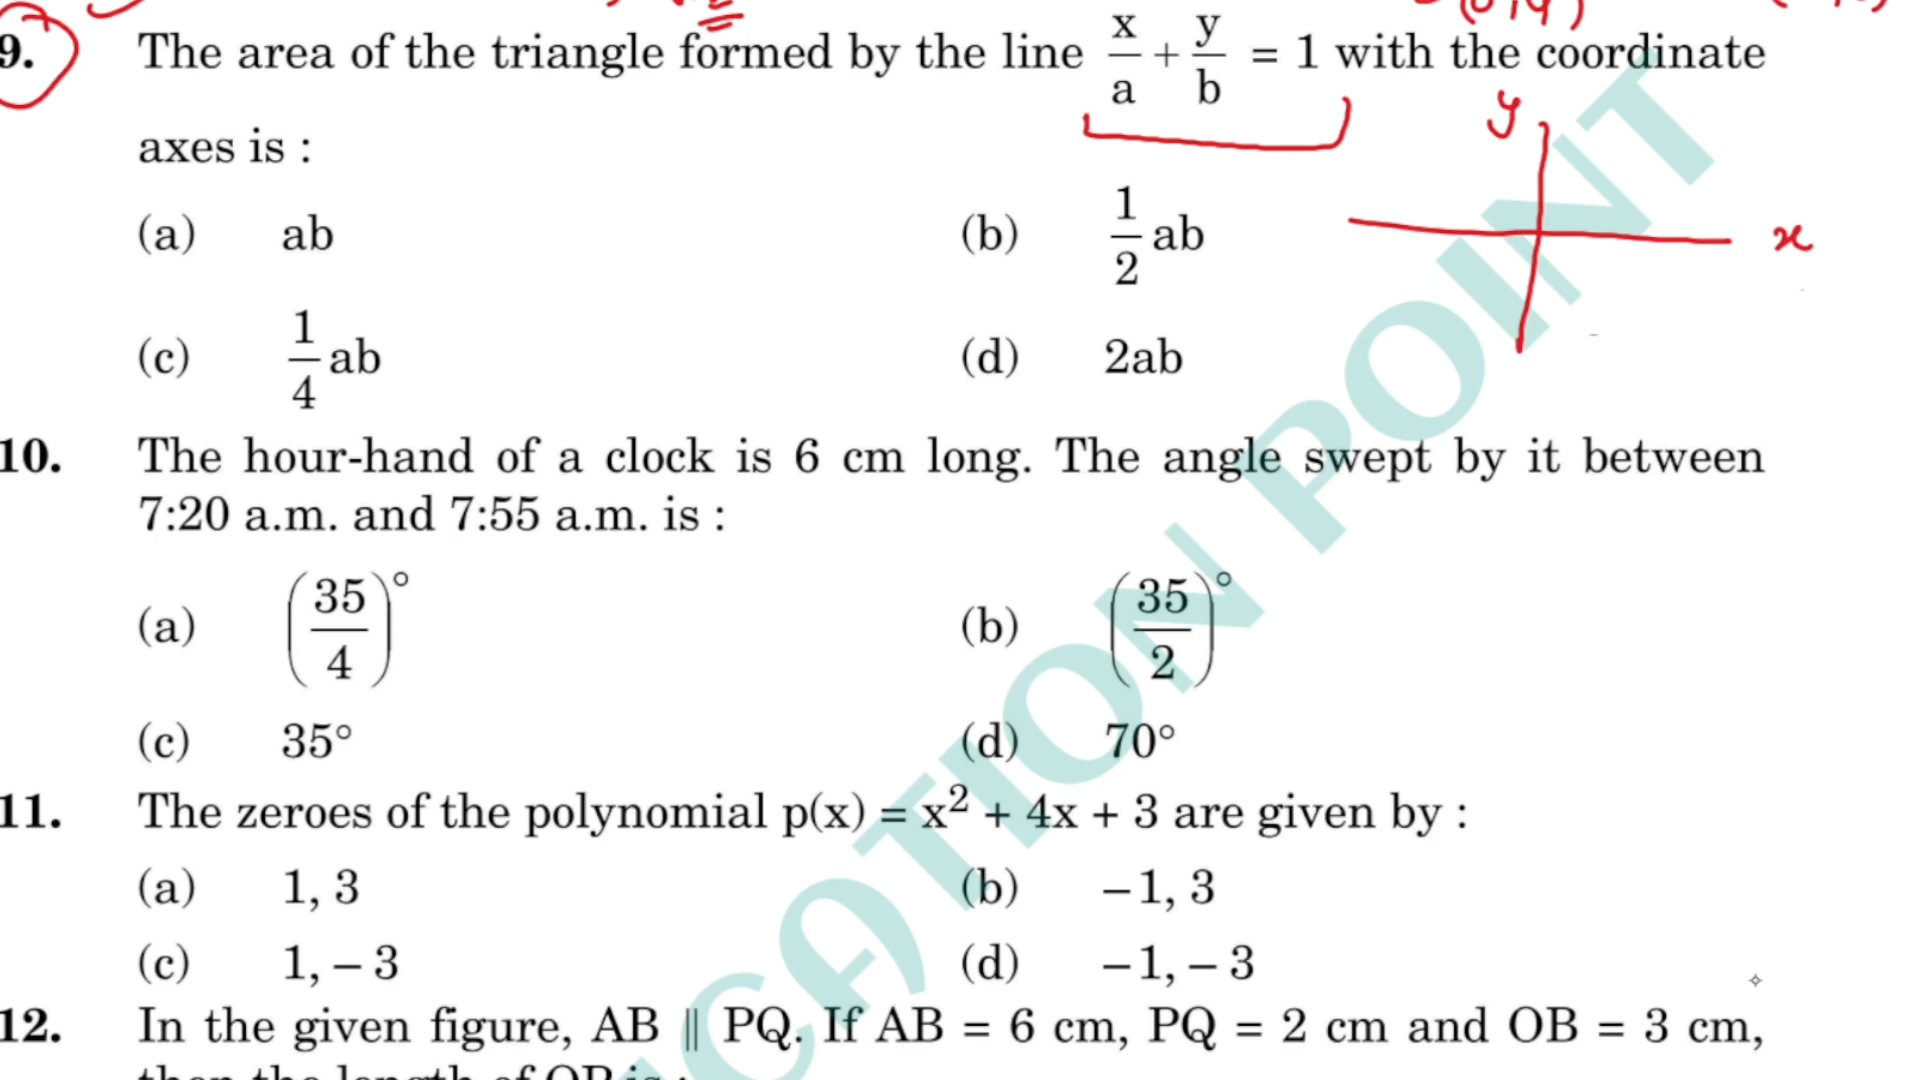 (0,4)
9. The area of the triangle formed by the line x/a + y/b = 1 with the coordinate
axes is :
y
x
(a) ab (b) 1/2 ab
(c) 1/4 ab (d) 2ab
10. The hour-hand of a clock is 6 cm long. The angle swept by it between
7:20 a.m. and 7:55 a.m. is :
(a) (35/4)° (b) (35/2)°
(c) 35° (d) 70°
11. The zeroes of the polynomial p(x) = x² + 4x + 3 are given by :
(a) 1, 3 (b) –1, 3
(c) 1, – 3 (d) –1, – 3
12. In the given figure, AB || PQ. If AB = 6 cm, PQ = 2 cm and OB = 3 cm,
CATION POINT